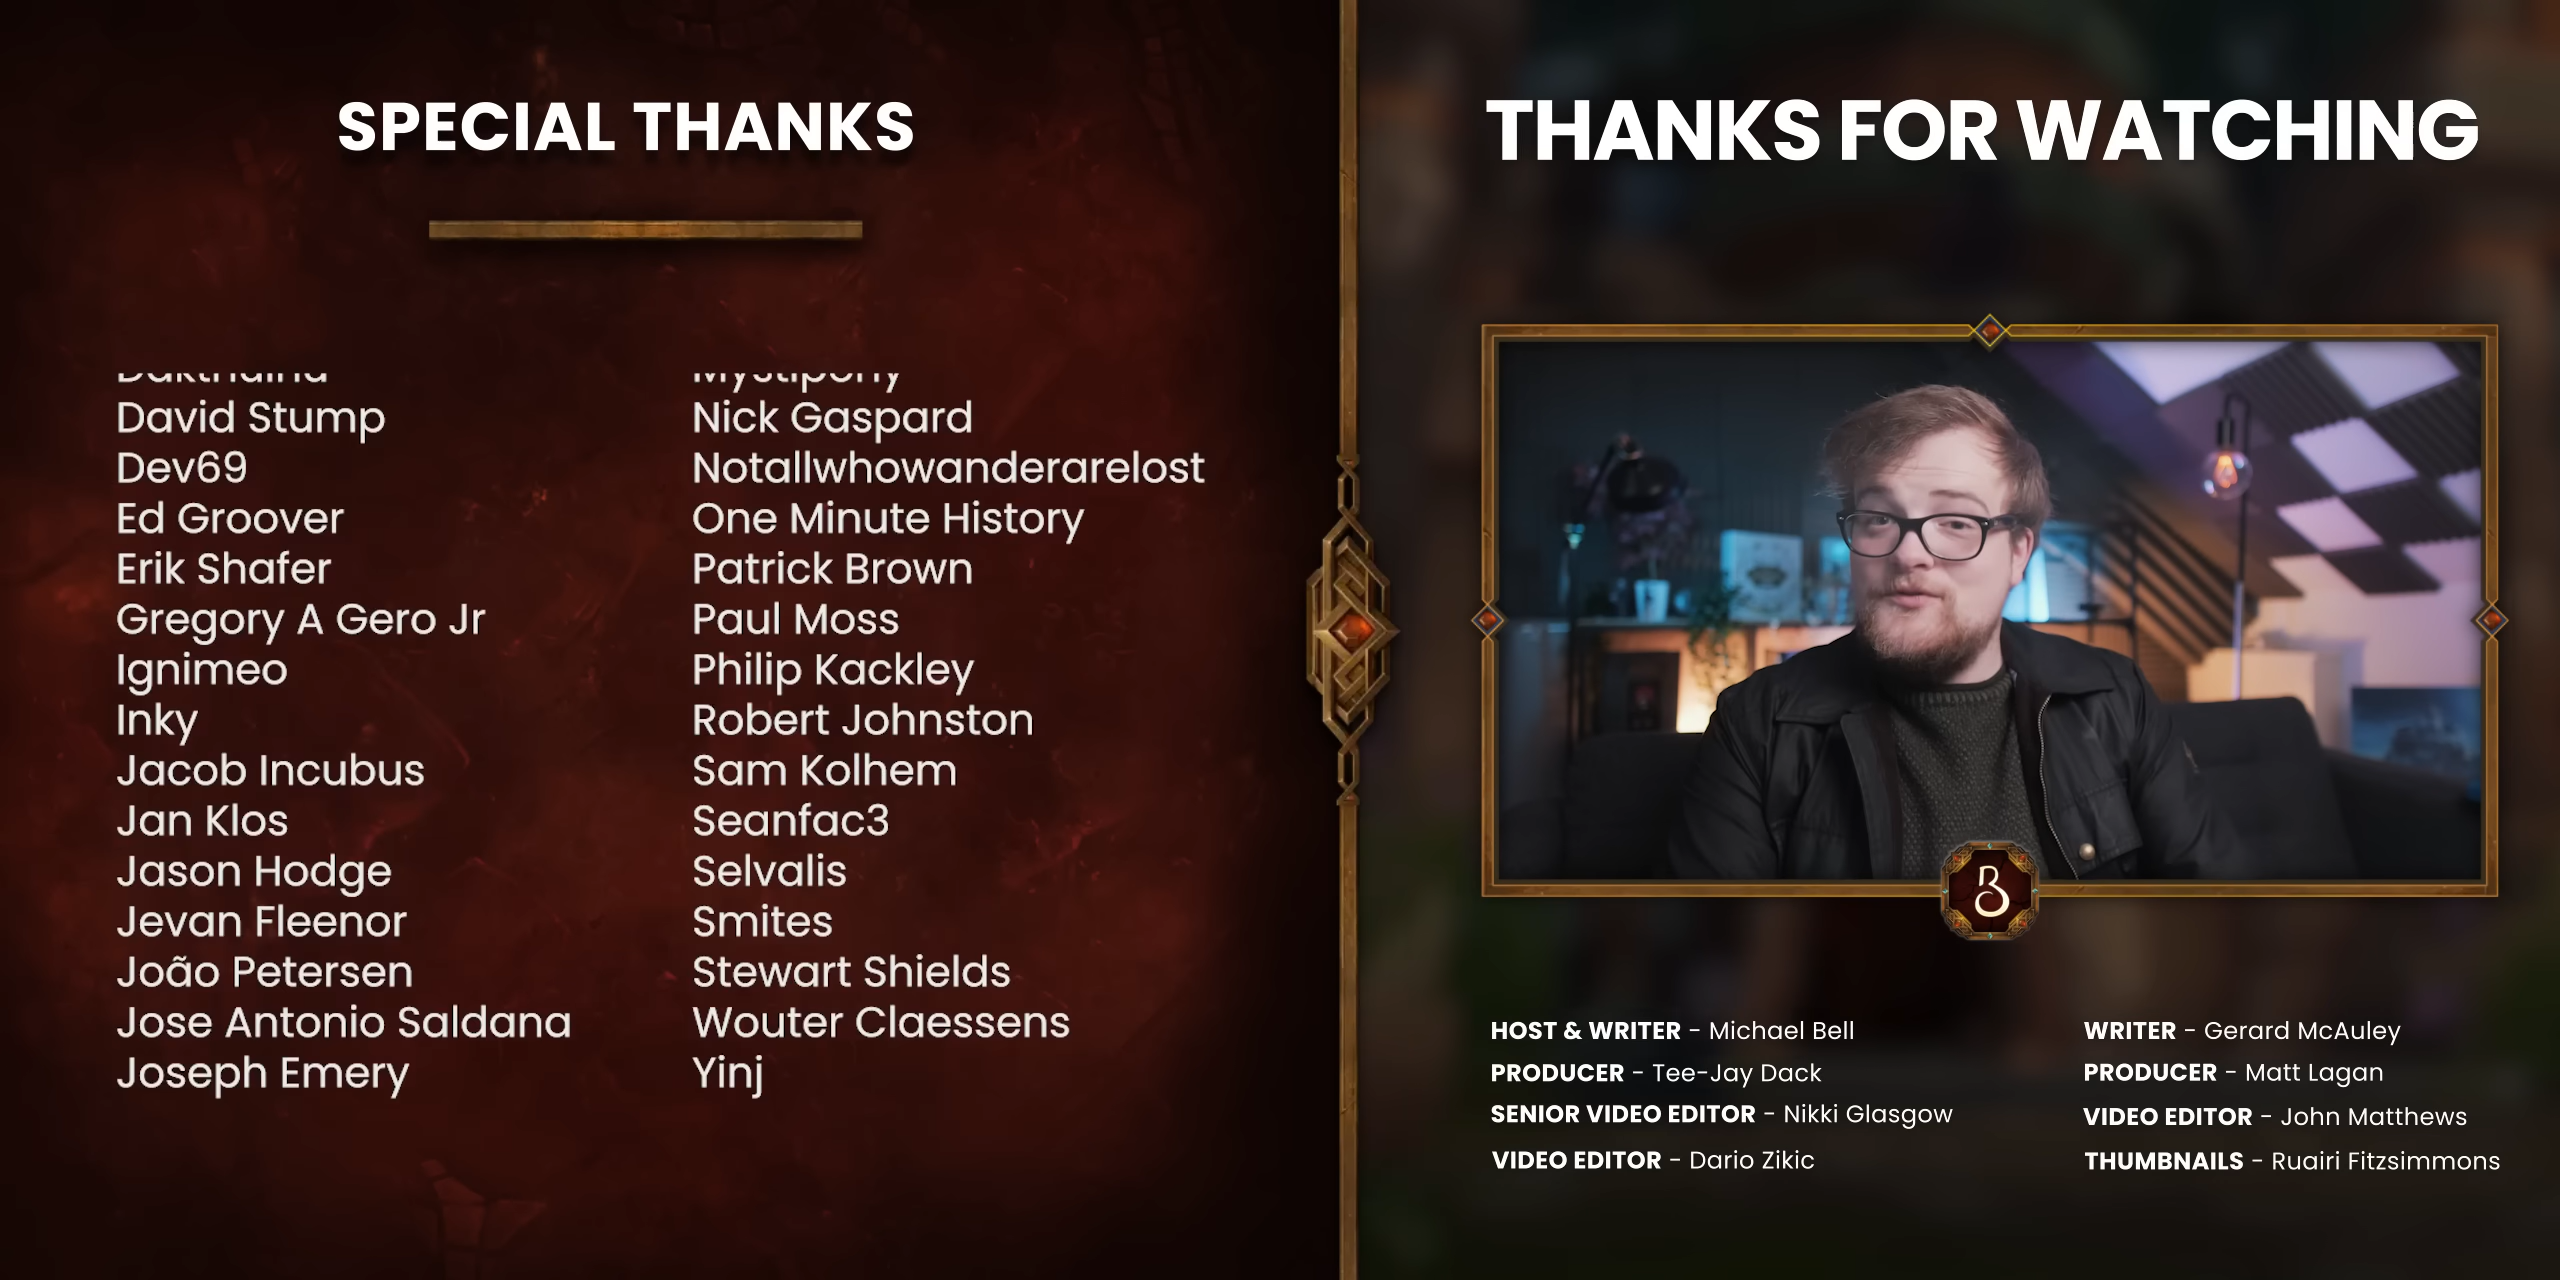 SPECIAL THANKS
David Stump
Dev69
Ed Groover
Erik Shafer
Gregory A Gero Jr
Ignimeo
Inky
Jacob Incubus
Jan Klos
Jason Hodge
Jevan Fleenor
João Petersen
Jose Antonio Saldana
Joseph Emery
Mystipony
Nick Gaspard
Notallwhowanderarelost
One Minute History
Patrick Brown
Paul Moss
Philip Kackley
Robert Johnston
Sam Kolhem
Seanfac3
Selvalis
Smites
Stewart Shields
Wouter Claessens
Yinj
THANKS FOR WATCHING
B
HOST & WRITER - Michael Bell
PRODUCER - Tee-Jay Dack
SENIOR VIDEO EDITOR - Nikki Glasgow
VIDEO EDITOR - Dario Zikic
WRITER - Gerard McAuley
PRODUCER - Matt Lagan
VIDEO EDITOR - John Matthews
THUMBNAILS - Ruairi Fitzsimmons